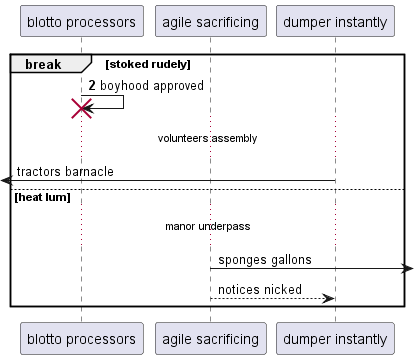 blotto processors agile sacrificing dumper instantly
break [stoked rudely]
2 boyhood approved
volunteers assembly
tractors barnacle
[heat lum]
manor underpass
sponges gallons
notices nicked
blotto processors agile sacrificing dumper instantly